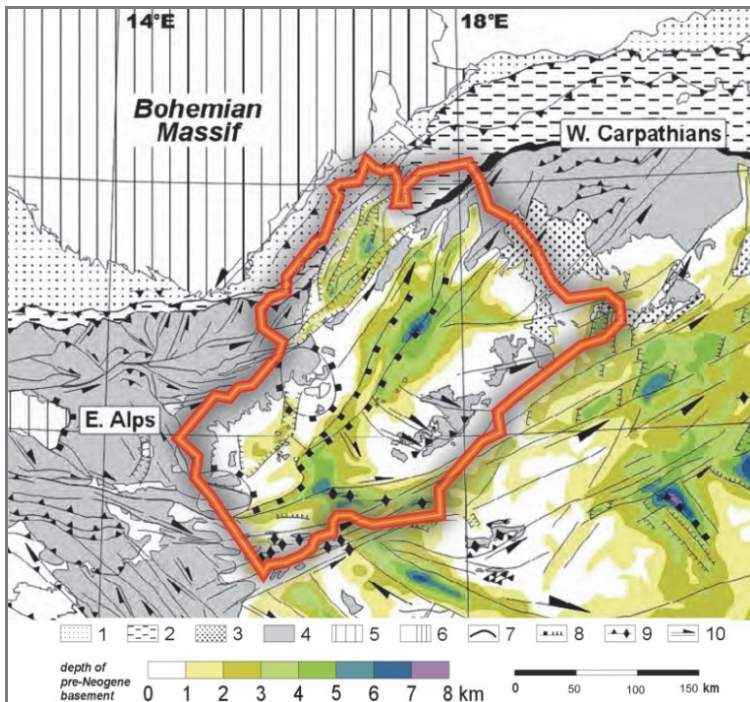 14°E 18°E
Bohemian
Massif
W. Carpathians
E. Alps
1 2 3 4 5 6 7 8 9 10
depth of
pre-Neogene
basement
0 1 2 3 4 5 6 7 8 km
0 50 100 150 km